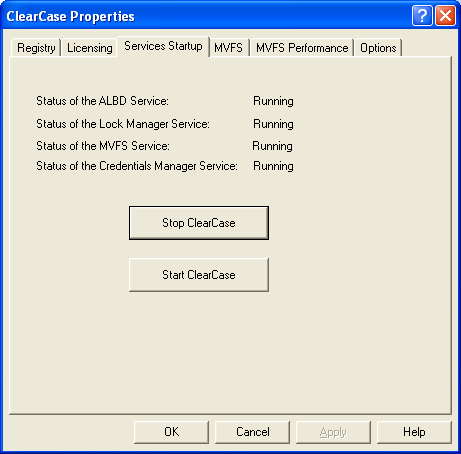 ClearCase Properties
Registry Licensing Services Startup MVFS MVFS Performance Options
Status of the ALBD Service: Running
Status of the Lock Manager Service: Running
Status of the MVFS Service: Running
Status of the Credentials Manager Service: Running
Stop ClearCase
Start ClearCase
OK Cancel Apply Help